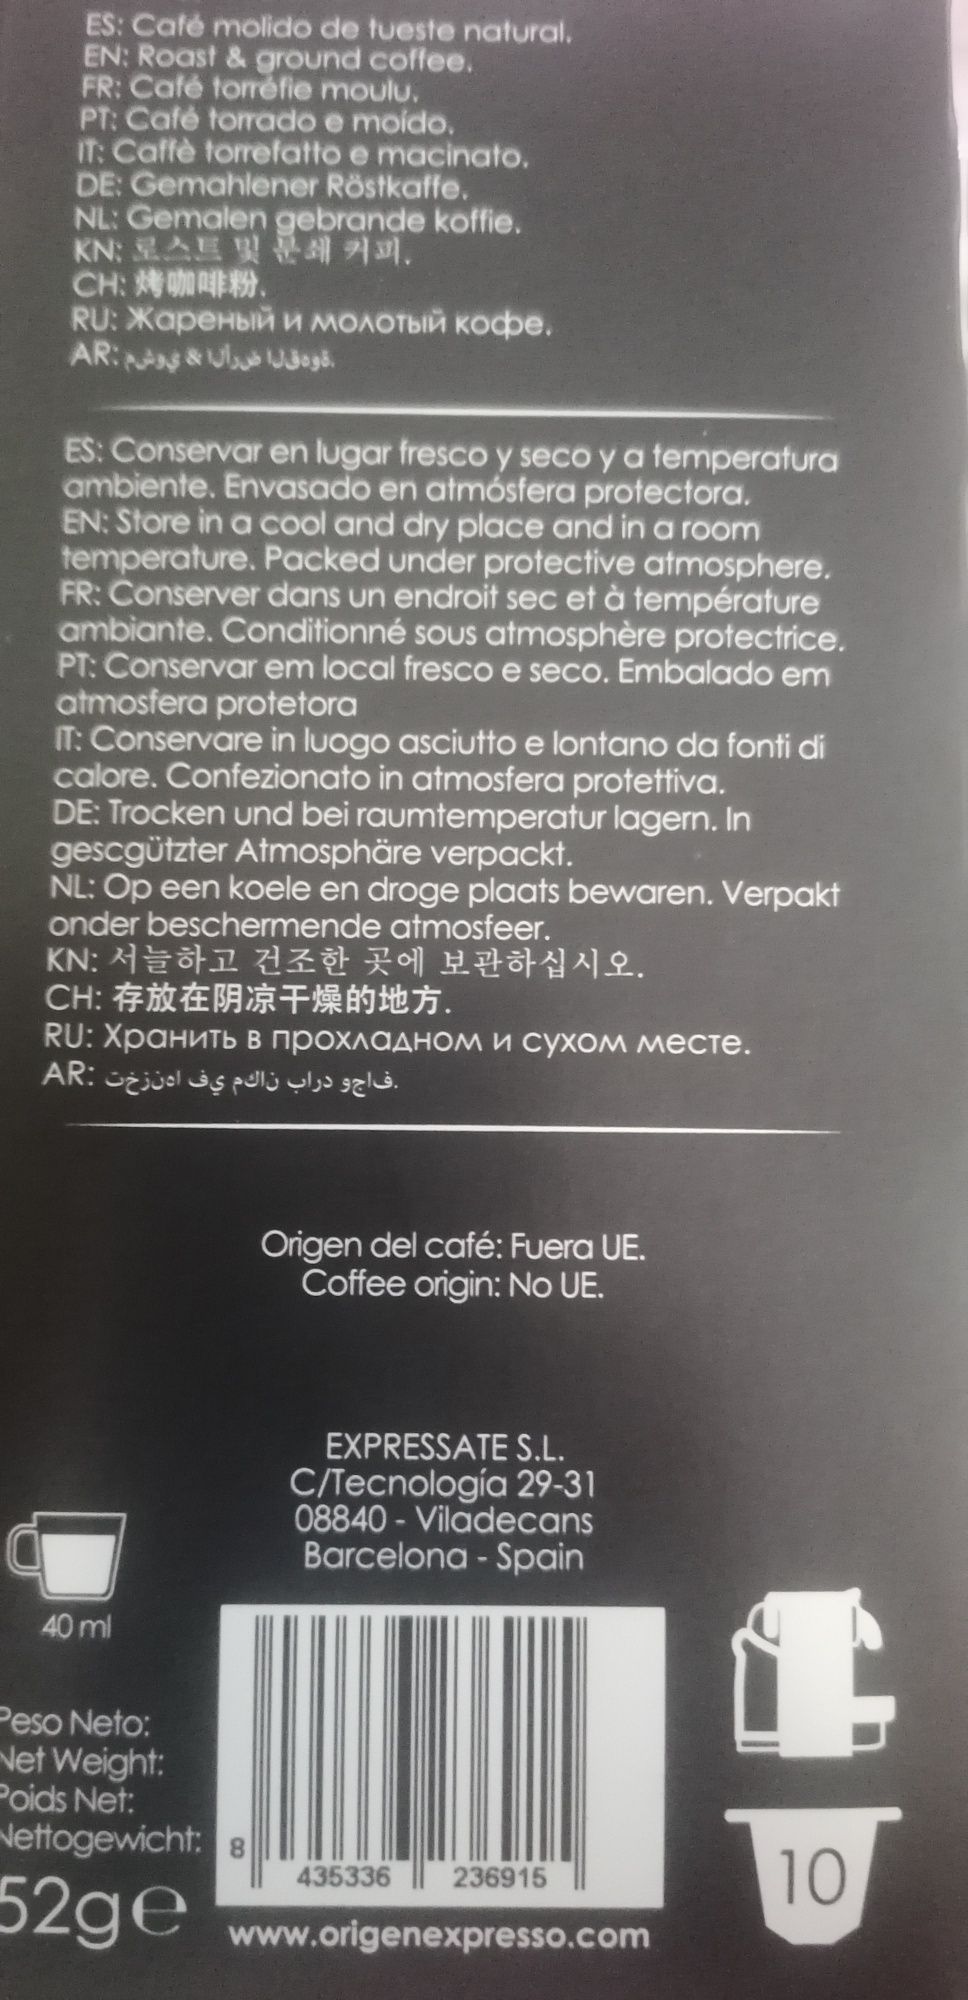 ES: Café molido de tueste natural.
EN: Roast & ground coffee.
FR: Café torréfie moulu.
PT: Café torrado e moído.
IT: Caffè torrefatto e macinato.
DE: Gemahlener Röstkaffe.
NL: Gemalen gebrande koffie.
KN: 로스트 및 분쇄 커피.
CH: 烤咖啡粉.
RU: Жареный и молотый кофе.
AR:
ES: Conservar en lugar fresco y seco y a temperatura
ambiente. Envasado en atmósfera protectora.
EN: Store in a cool and dry place and in a room
temperature. Packed under protective atmosphere.
FR: Conserver dans un endroit sec et à température
ambiante. Conditionné sous atmosphère protectrice.
PT: Conservar em local fresco e seco. Embalado em
atmosfera protetora
IT: Conservare in luogo asciutto e lontano da fonti di
calore. Confezionato in atmosfera protettiva.
DE: Trocken und bei raumtemperatur lagern. In
gescgützter Atmosphäre verpackt.
NL: Op een koele en droge plaats bewaren. Verpakt
onder beschermende atmosfeer.
KN: 서늘하고 건조한 곳에 보관하십시오.
CH: 存放在阴凉干燥的地方.
RU: Хранить в прохладном и сухом месте.
AR:
Origen del café: Fuera UE.
Coffee origin: No UE.
EXPRESSATE S.L.
C/Tecnología 29-31
08840 - Viladecans
Barcelona - Spain
40 ml
Peso Neto:
Net Weight:
Poids Net:
Nettogewicht:
52g e
8 435336 236915
www.origenexpresso.com
10